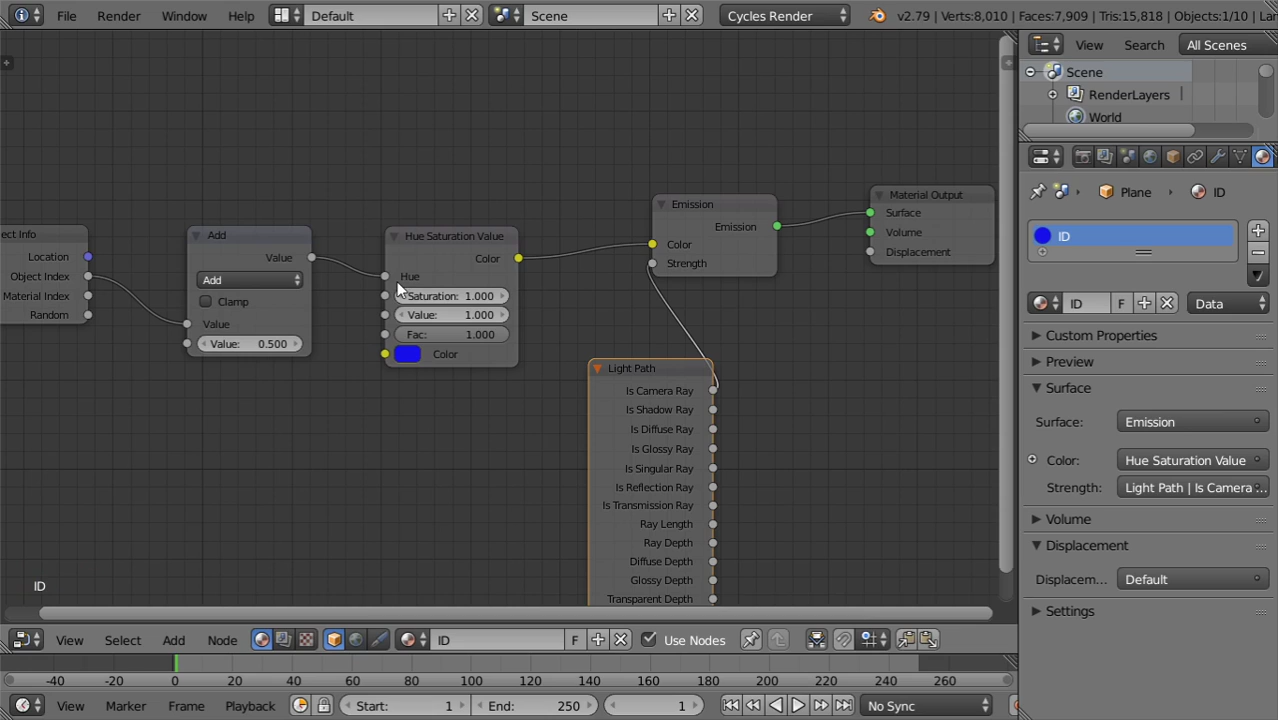 File Render Window Help Default Scene Cycles Render v2.79 | Verts:8,010 | Faces:7,909 | Tris:15,818 | Objects:1/10 | Lar
View Search All Scenes
Scene
RenderLayers
World
Plane ID
ID
ID F Data
Custom Properties
Preview
Surface
Surface: Emission
Color: Hue Saturation Value
Strength: Light Path | Is Camera ...
Volume
Displacement
Displacem... Default
Settings
ect Info
Location
Object Index
Material Index
Random
Add
Value
Add
Clamp
Value
Value: 0.500
Hue Saturation Value
Color
Hue
Saturation: 1.000
Value: 1.000
Fac: 1.000
Color
Emission
Emission
Color
Strength
Material Output
Surface
Volume
Displacement
Light Path
Is Camera Ray
Is Shadow Ray
Is Diffuse Ray
Is Glossy Ray
Is Singular Ray
Is Reflection Ray
Is Transmission Ray
Ray Length
Ray Depth
Diffuse Depth
Glossy Depth
Transparent Depth
ID
View Select Add Node ID F Use Nodes
-40 -20 0 20 40 60 80 100 120 140 160 180 200 220 240 260
View Marker Frame Playback Start: 1 End: 250 1 No Sync